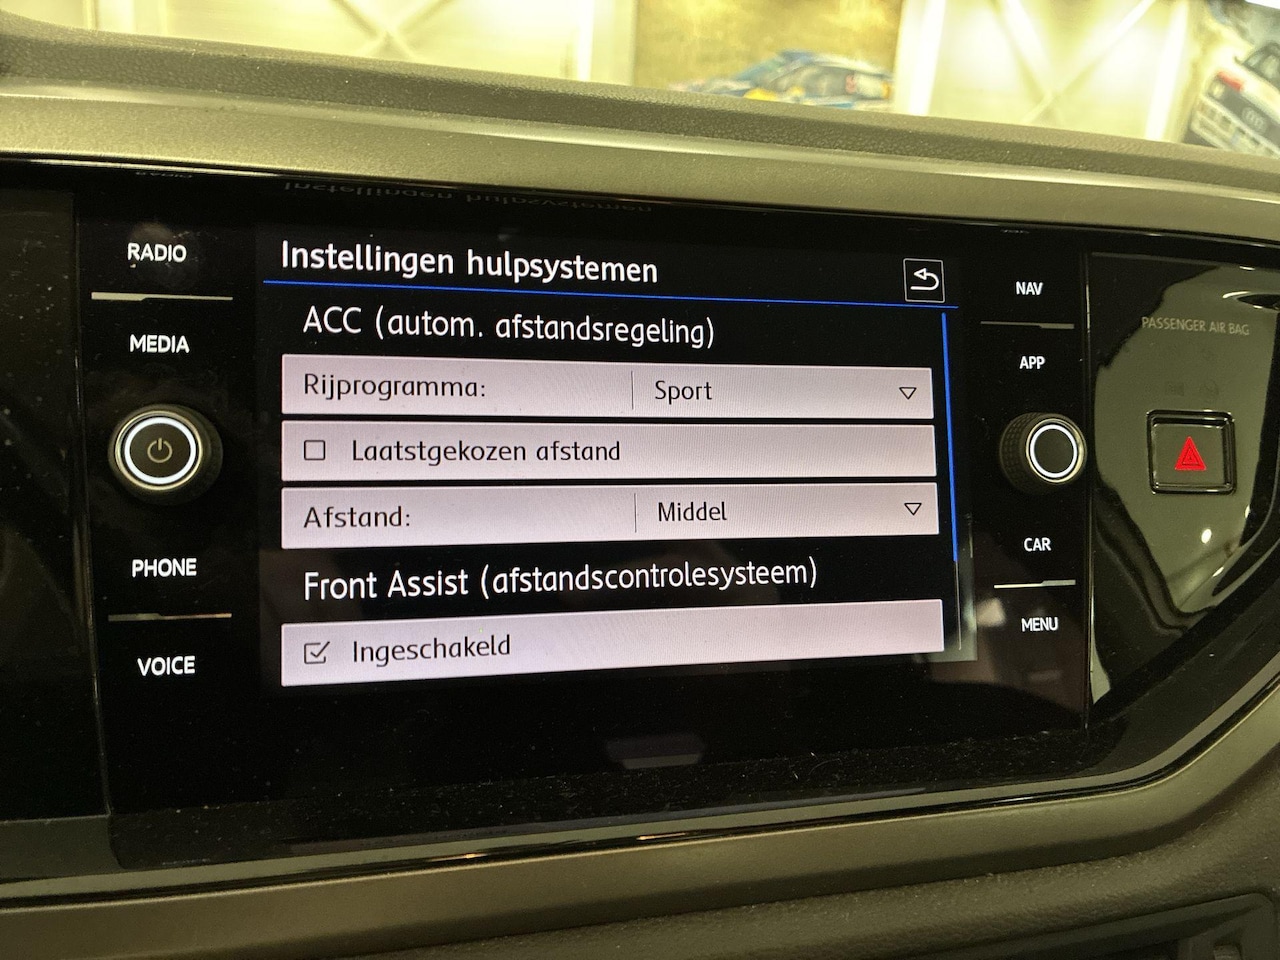 RADIO
MEDIA
PHONE
VOICE
Instellingen hulpsystemen
ACC (autom. afstandsregeling)
Rijprogramma: Sport
Laatstgekozen afstand
Afstand: Middel
Front Assist (afstandscontrolesysteem)
Ingeschakeld
NAV
APP
CAR
MENU
PASSENGER AIR BAG